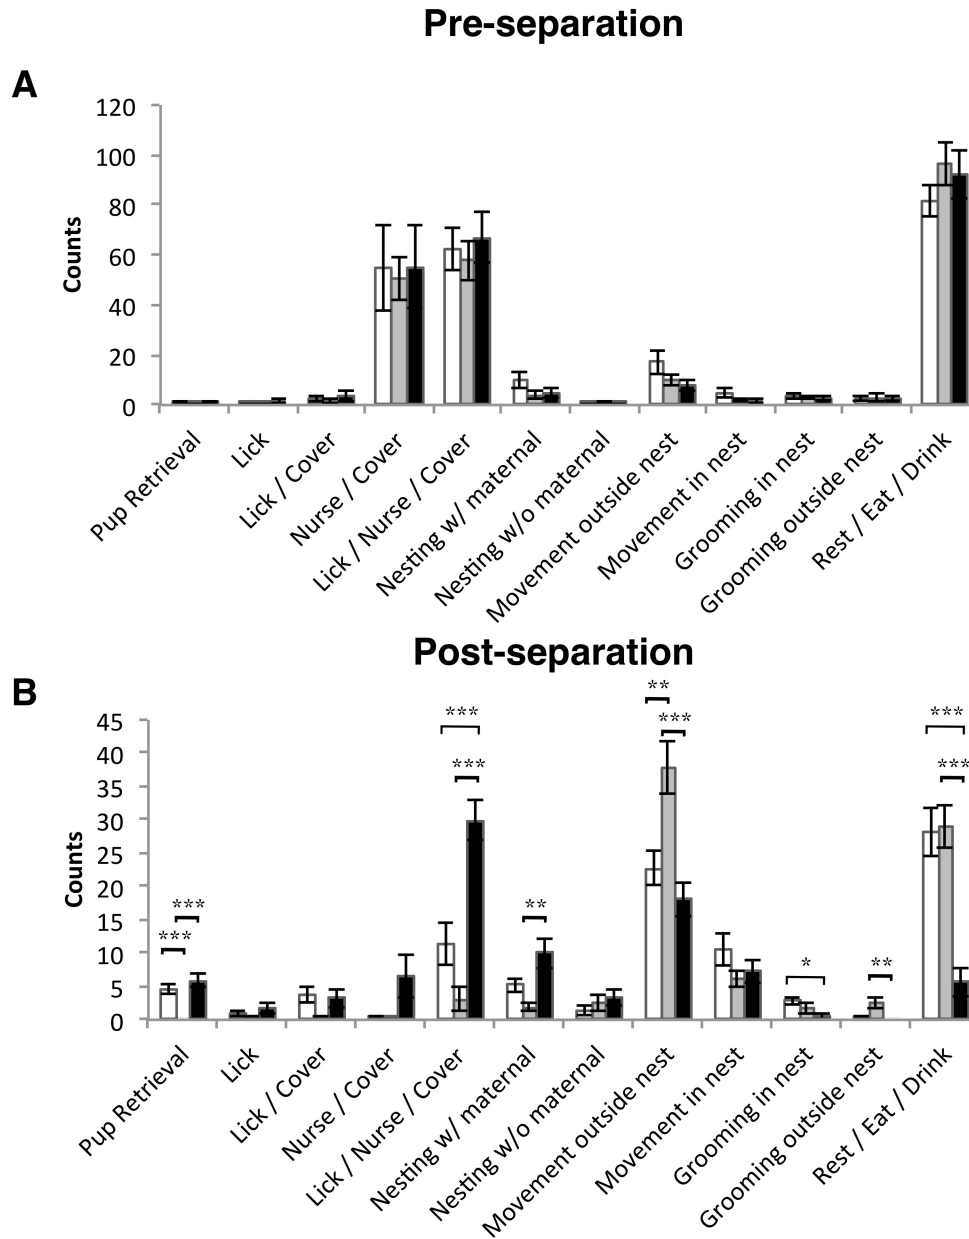 Pre-separation
A
120
100
80
60
40
20
0
Counts
Pup Retrieval
Lick
Lick / Cover
Nurse / Cover
Lick / Nurse / Cover
Nesting w/ maternal
Nesting w/o maternal
Movement outside nest
Movement in nest
Grooming in nest
Grooming outside nest
Rest / Eat / Drink
Post-separation
B
45
40
35
30
25
20
15
10
5
0
Counts
***
***
***
***
**
**
***
*
**
***
***
Pup Retrieval
Lick
Lick / Cover
Nurse / Cover
Lick / Nurse / Cover
Nesting w/ maternal
Nesting w/o maternal
Movement outside nest
Movement in nest
Grooming in nest
Grooming outside nest
Rest / Eat / Drink